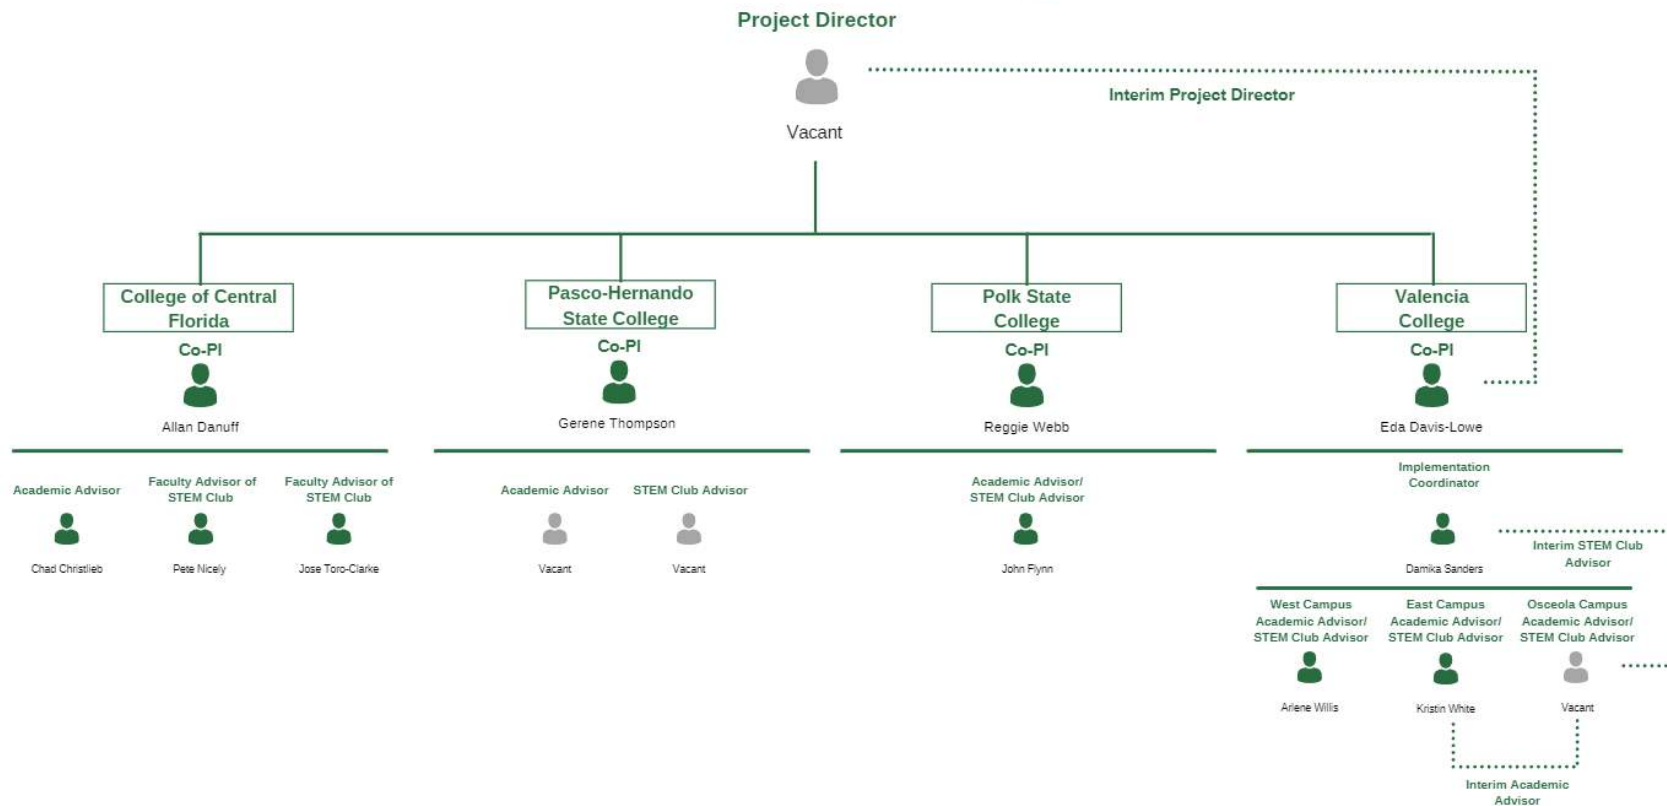 Project Director
Interim Project Director
Vacant
College of Central
Florida
Co-PI
Allan Danuff
Pasco-Hernando
State College
Co-PI
Gerene Thompson
Polk State
College
Co-PI
Reggie Webb
Valencia
College
Co-PI
Eda Davis-Lowe
Academic Advisor
Chad Christlieb
Faculty Advisor of
STEM Club
Pete Nicely
Faculty Advisor of
STEM Club
Jose Toro-Clarke
Academic Advisor
Vacant
STEM Club Advisor
Vacant
Academic Advisor/
STEM Club Advisor
John Flynn
Implementation
Coordinator
Damika Sanders
Interim STEM Club
Advisor
West Campus
Academic Advisor/
STEM Club Advisor
Arlene Willis
East Campus
Academic Advisor/
STEM Club Advisor
Kristin White
Osceola Campus
Academic Advisor/
STEM Club Advisor
Vacant
Interim Academic
Advisor